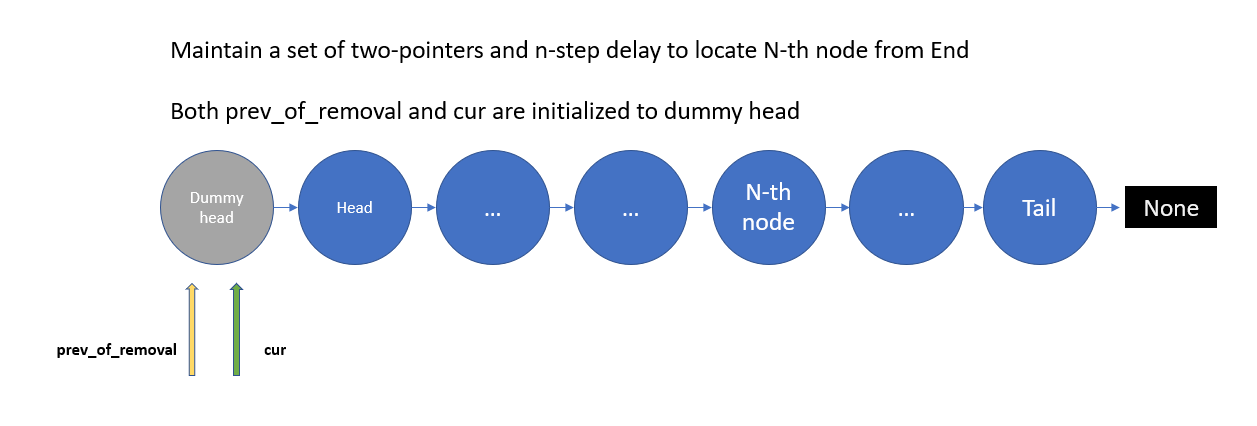 Maintain a set of two-pointers and n-step delay to locate N-th node from End
Both prev_of_removal and cur are initialized to dummy head
Dummy
head
Head
...
...
N-th
node
...
Tail
None
prev_of_removal
cur